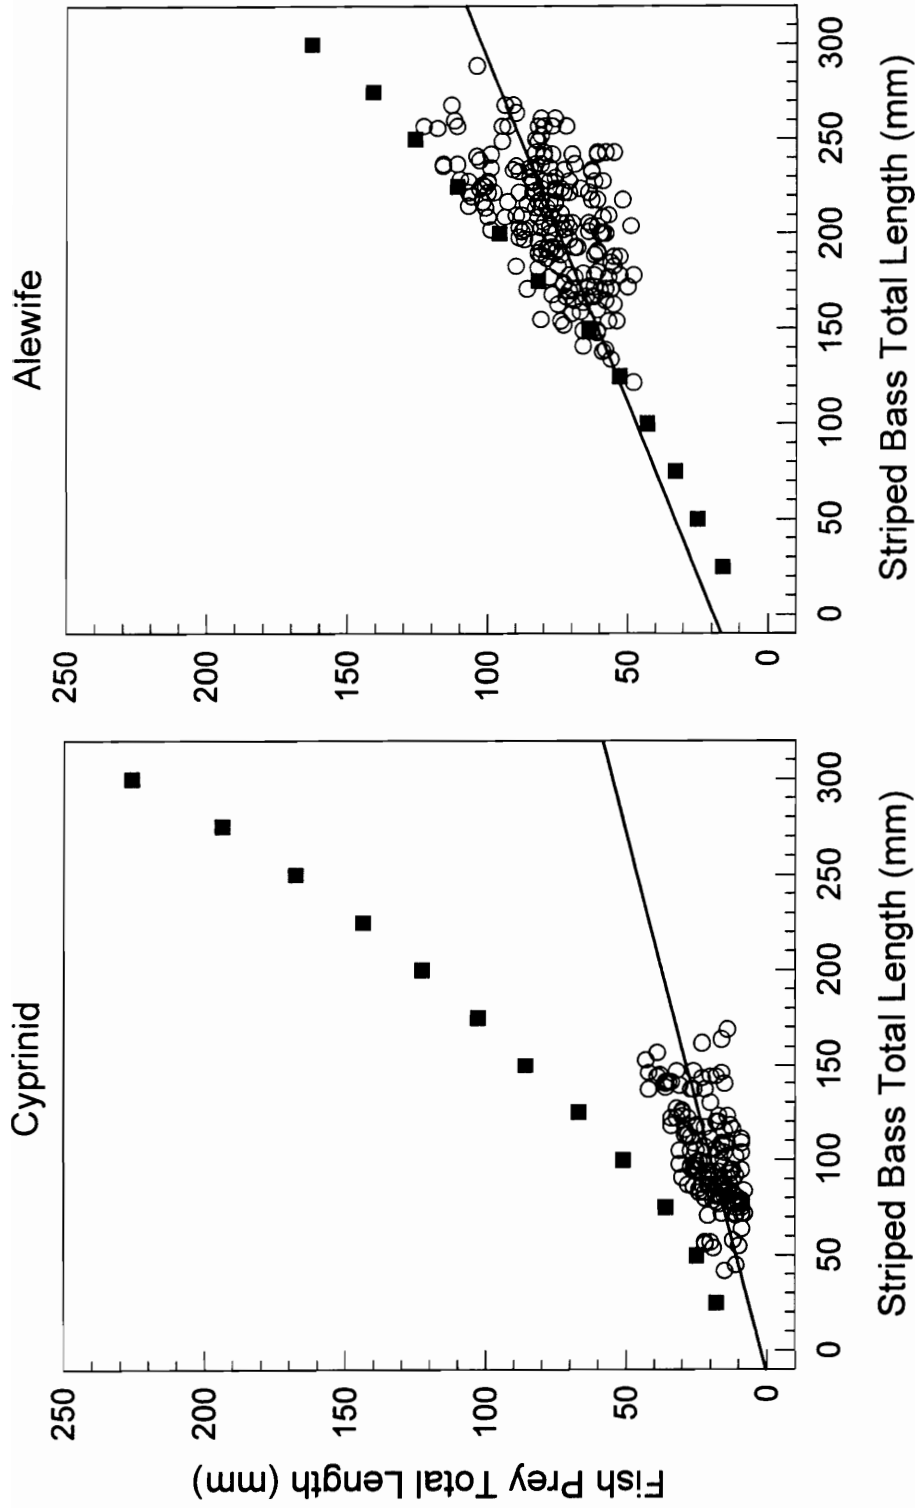 Cyprinid
250
200
150
100
50
0
0 50 100 150 200 250 300
Striped Bass Total Length (mm)
Fish Prey Total Length (mm)
Alewife
250
200
150
100
50
0
0 50 100 150 200 250 300
Striped Bass Total Length (mm)